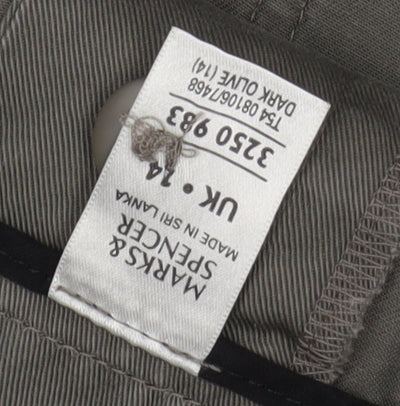 MARKS &
SPENCER
MADE IN SRI LANKA
UK • 14
3250 983
T54 08106/7468
DARK OLIVE (14)